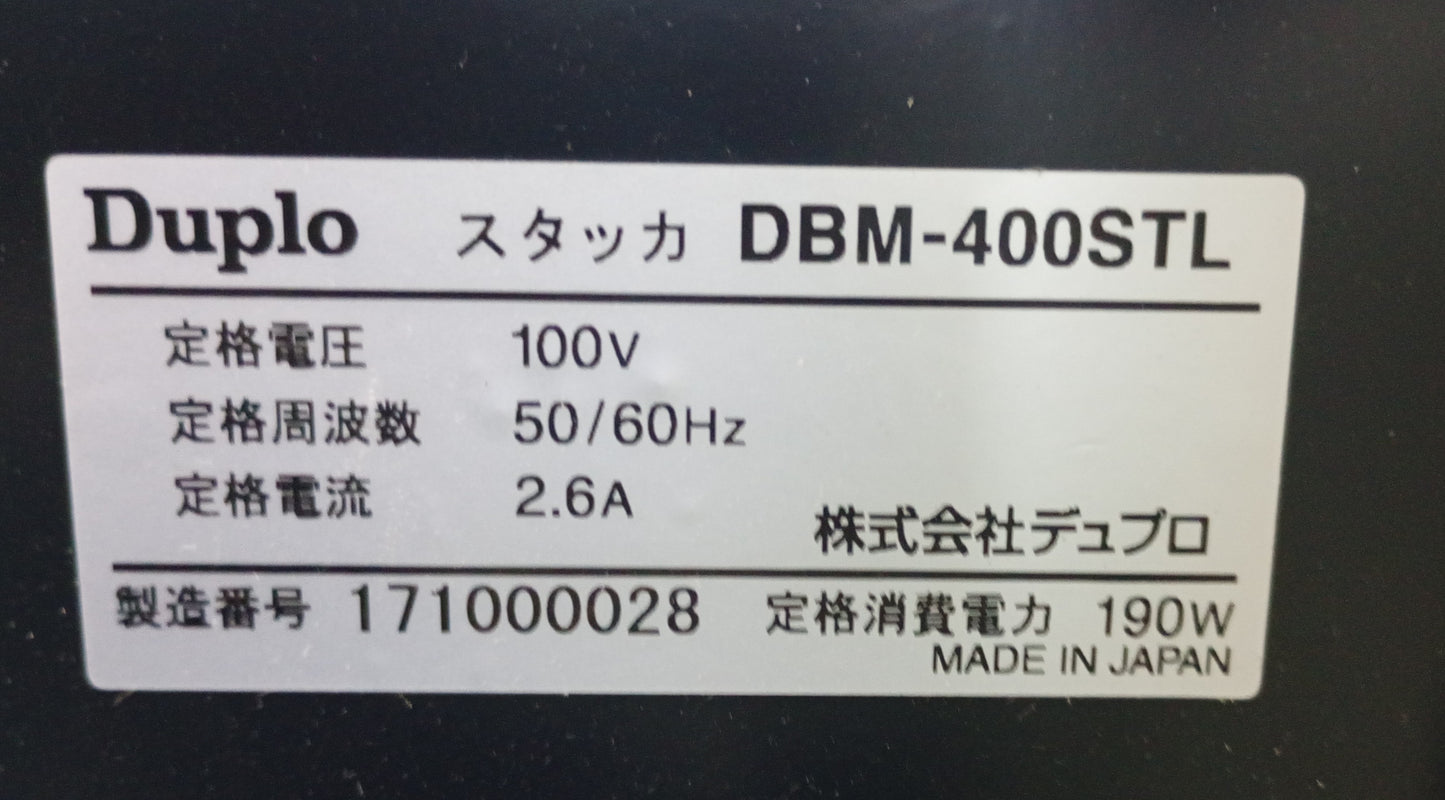 Duplo スタッカ DBM-400STL
定格電圧 100V
定格周波数 50/60Hz
定格電流 2.6A
株式会社デュプロ
製造番号 171000028 定格消費電力 190W
MADE IN JAPAN